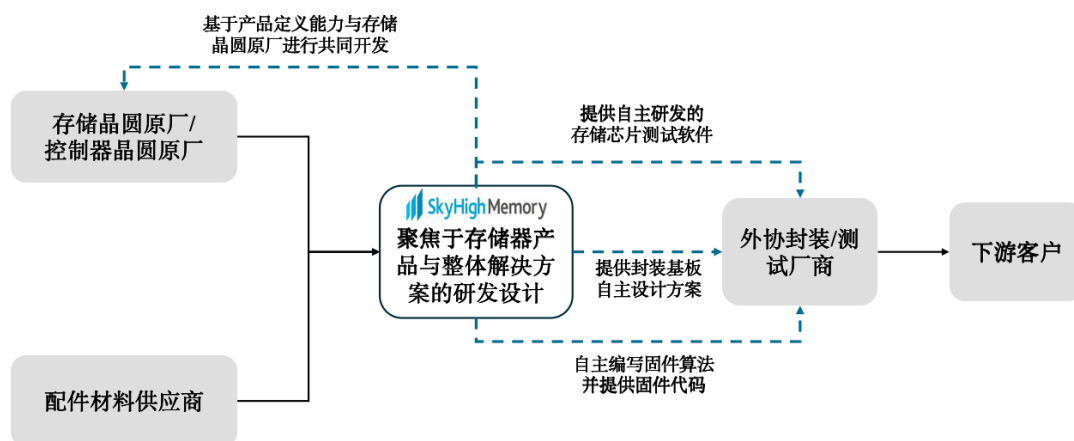 基于产品定义能力与存储
晶圆原厂进行共同开发
存储晶圆原厂/
控制器晶圆原厂
提供自主研发的
存储芯片测试软件
SkyHigh Memory
聚焦于存储器产
品与整体解决方
案的研发设计
提供封装基板
自主设计方案
外协封装/测
试厂商
下游客户
自主编写固件算法
并提供固件代码
配件材料供应商